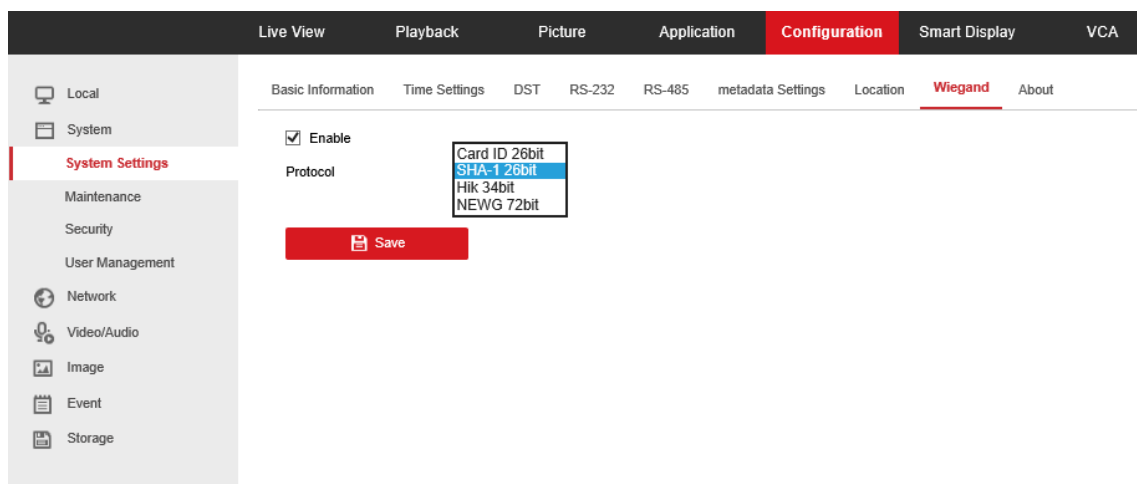 Live View Playback Picture Application Configuration Smart Display VCA
Local
System
System Settings
Maintenance
Security
User Management
Network
Video/Audio
Image
Event
Storage
Basic Information Time Settings DST RS-232 RS-485 metadata Settings Location Wiegand About
Enable
Protocol
Card ID 26bit
SHA-1 26bit
Hik 34bit
NEWG 72bit
Save